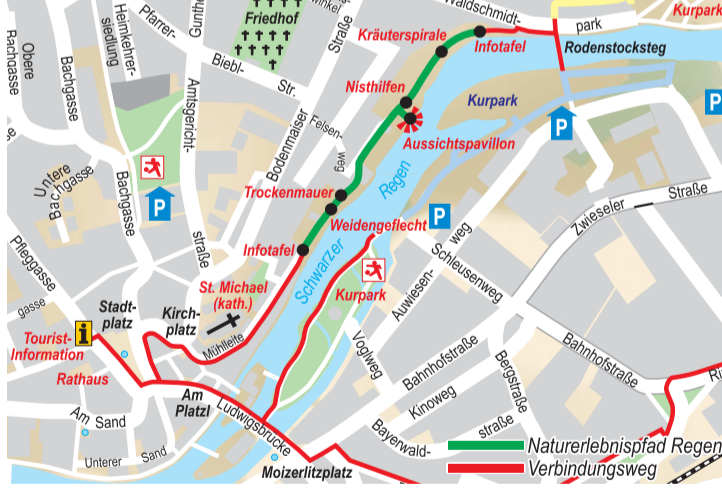 Friedhof
Pfarrer-
Biebl-
Str.
Waldschmidt-
park
Kurpark
Heimkehrer-
siedlung
Obere
Bachgasse
Bachgasse
Bachgasse
Amtsgericht-
straße
Straße
Bodenmaiser
Felsen-
weg
Kräuterspirale
Infotafel
Rodenstocksteg
Nisthilfen
Kurpark
P
P
Aussichtspavillon
Untere
Bachgasse
Bachgasse
P
Trockenmauer
Regen
Schwarzer
Weidengeflecht
P
Zwieseler
Straße
Infotafel
Pfleggasse
gasse
St. Michael
(kath.)
Kurpark
Schleusenweg
Auwiesen-
weg
Stadt-
platz
Kirch-
platz
Mühlleite
i
Tourist-
Information
Rathaus
Voglweg
Bahnhofstraße
Bahnhofstraße
Bergstraße
Kinoweg
Am
Platzl
Am Sand
Ludwigsbrücke
Bayerwald-
straße
Unterer Sand
Moizerlitzplatz
Naturerlebnispfad Regen
Verbindungsweg